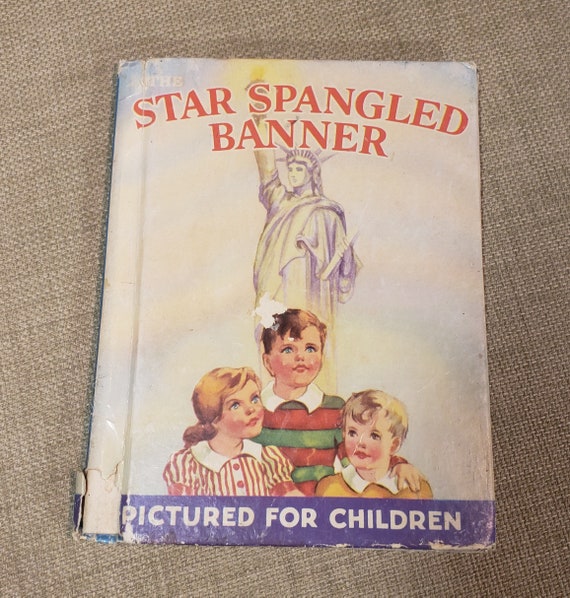 THE
STAR SPANGLED
BANNER
PICTURED FOR CHILDREN